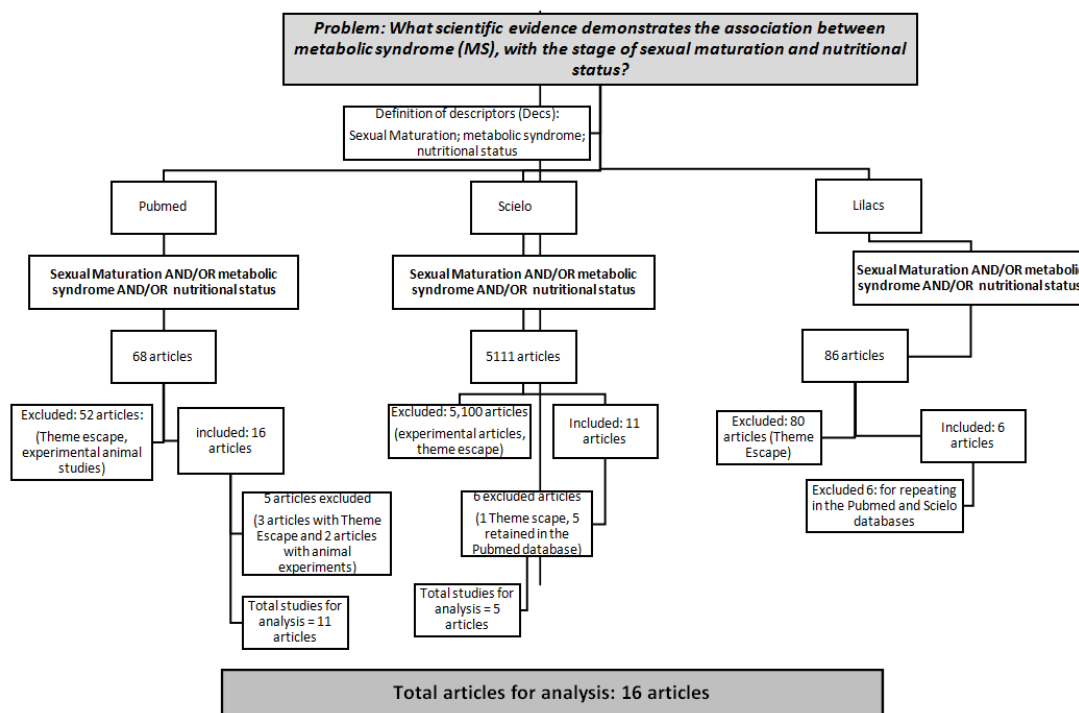 Problem: What scientific evidence demonstrates the association between
metabolic syndrome (MS), with the stage of sexual maturation and nutritional
status?
Definition of descriptors (Decs):
Sexual Maturation; metabolic syndrome;
nutritional status
Pubmed
Scielo
Lilacs
Sexual Maturation AND/OR metabolic
syndrome AND/OR nutritional status
Sexual Maturation AND/OR metabolic
syndrome AND/OR nutritional status
Sexual Maturation AND/OR metabolic
syndrome AND/OR nutritional status
68 articles
5111 articles
86 articles
Excluded: 52 articles:
(Theme escape,
experimental animal
studies)
included: 16
articles
Excluded: 5,100 articles
(experimental articles,
theme escape)
Included: 11
articles
Excluded: 80
articles (Theme
Escape)
Included: 6
articles
5 articles excluded
(3 articles with Theme
Escape and 2 articles
with animal
experiments)
6 excluded articles
(1 Theme scape, 5
retained in the
Pubmed database)
Excluded 6: for repeating
in the Pubmed and Scielo
databases
Total studies for
analysis = 11
articles
Total studies for
analysis = 5
articles
Total articles for analysis: 16 articles